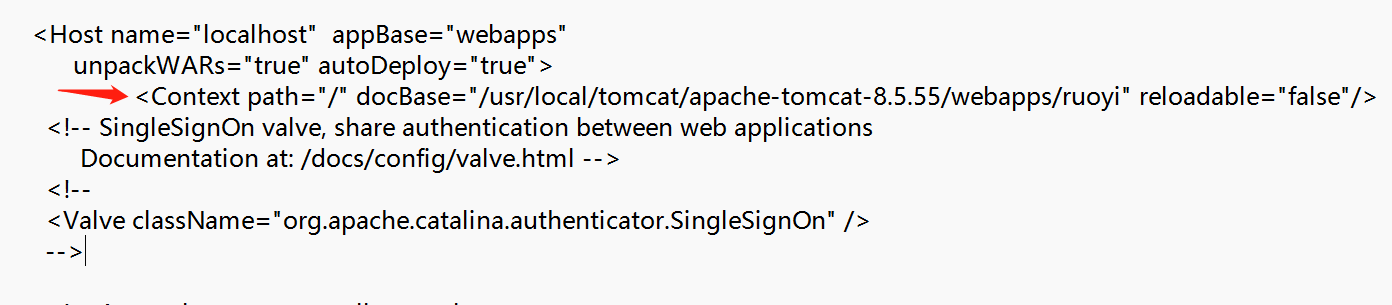 <Host name="localhost"  appBase="webapps"
unpackWARs="true" autoDeploy="true">
<Context path="/" docBase="/usr/local/tomcat/apache-tomcat-8.5.55/webapps/ruoyi" reloadable="false"/>
<!-- SingleSignOn valve, share authentication between web applications
Documentation at: /docs/config/valve.html -->
<!--
<Valve className="org.apache.catalina.authenticator.SingleSignOn" />
-->